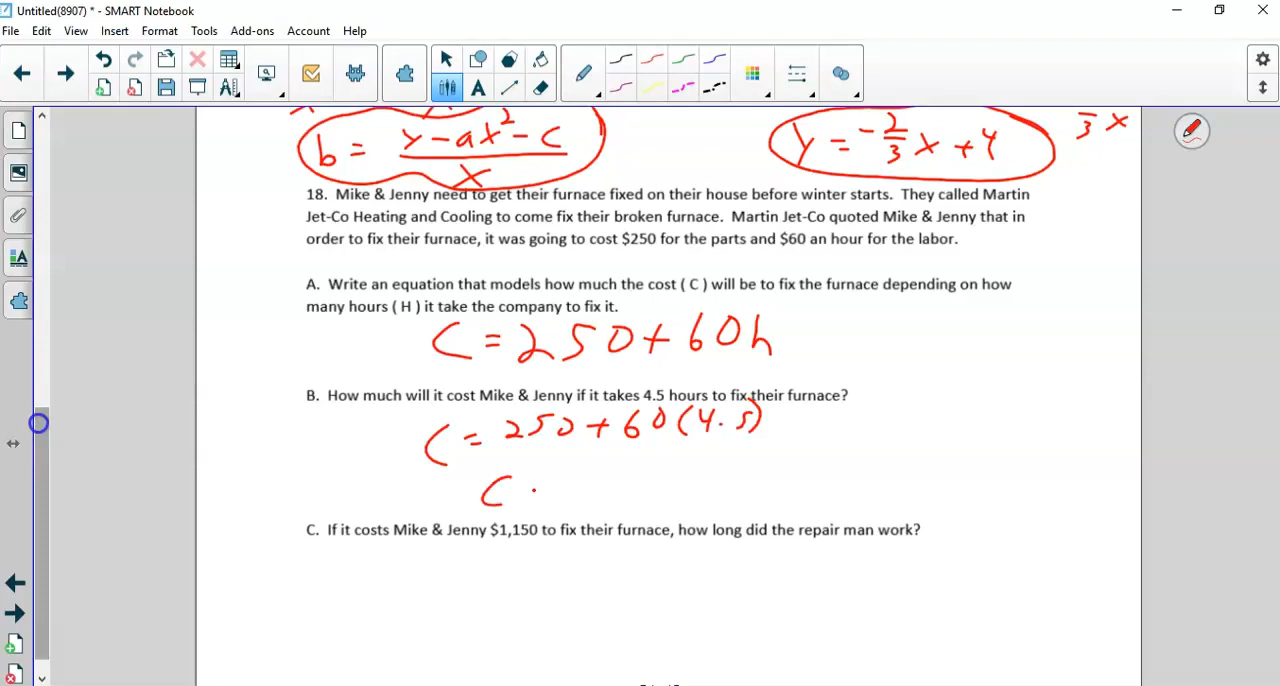 Untitled(8907) * - SMART Notebook
File Edit View Insert Format Tools Add-ons Account Help
b = y - ax² - c / x
y = -2/3 x + 4
3 x
18. Mike & Jenny need to get their furnace fixed on their house before winter starts. They called Martin
Jet-Co Heating and Cooling to come fix their broken furnace. Martin Jet-Co quoted Mike & Jenny that in
order to fix their furnace, it was going to cost $250 for the parts and $60 an hour for the labor.
A. Write an equation that models how much the cost ( C ) will be to fix the furnace depending on how
many hours ( H ) it take the company to fix it.
C = 250 + 60h
B. How much will it cost Mike & Jenny if it takes 4.5 hours to fix their furnace?
C = 250 + 60(4.5)
C
C. If it costs Mike & Jenny $1,150 to fix their furnace, how long did the repair man work?